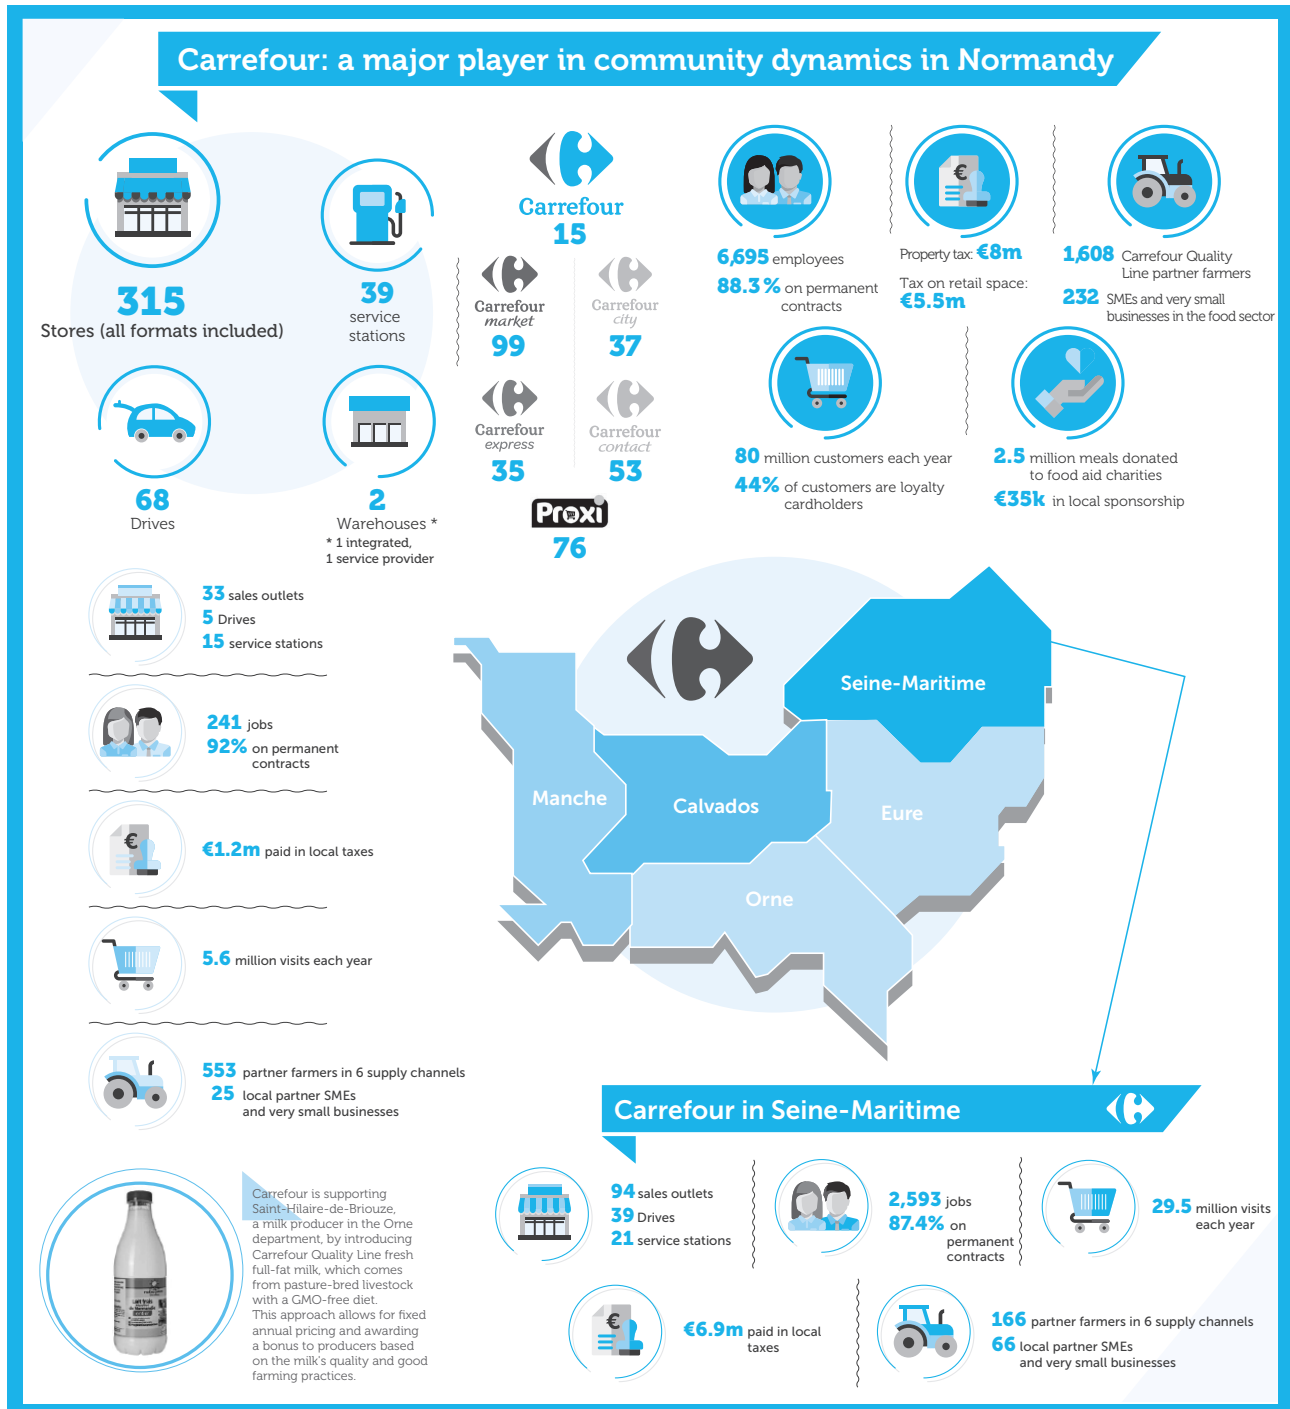 Carrefour: a major player in community dynamics in Normandy
315
Stores (all formats included)
39
service
stations
68
Drives
2
Warehouses *
* 1 integrated,
1 service provider
Carrefour
15
Carrefour
market
99
Carrefour
city
37
Carrefour
express
35
Carrefour
contact
53
Proxi
76
6,695 employees
88.3% on permanent
contracts
€
Property tax: €8m
Tax on retail space:
€5.5m
1,608 Carrefour Quality
Line partner farmers
232 SMEs and very small
businesses in the food sector
80 million customers each year
44% of customers are loyalty
cardholders
2.5 million meals donated
to food aid charities
€35k in local sponsorship
33 sales outlets
5 Drives
15 service stations
241 jobs
92% on permanent
contracts
€
€1.2m paid in local taxes
5.6 million visits each year
553 partner farmers in 6 supply channels
25 local partner SMEs
and very small businesses
Seine-Maritime
Manche
Calvados
Eure
Orne
Carrefour is supporting
Saint-Hilaire-de-Briouze,
a milk producer in the Orne
department, by introducing
Carrefour Quality Line fresh
full-fat milk, which comes
from pasture-bred livestock
with a GMO-free diet.
This approach allows for fixed
annual pricing and awarding
a bonus to producers based
on the milk's quality and good
farming practices.
Carrefour in Seine-Maritime
94 sales outlets
39 Drives
21 service stations
2,593 jobs
87.4% on
permanent
contracts
29.5 million visits
each year
€
€6.9m paid in local
taxes
166 partner farmers in 6 supply channels
66 local partner SMEs
and very small businesses